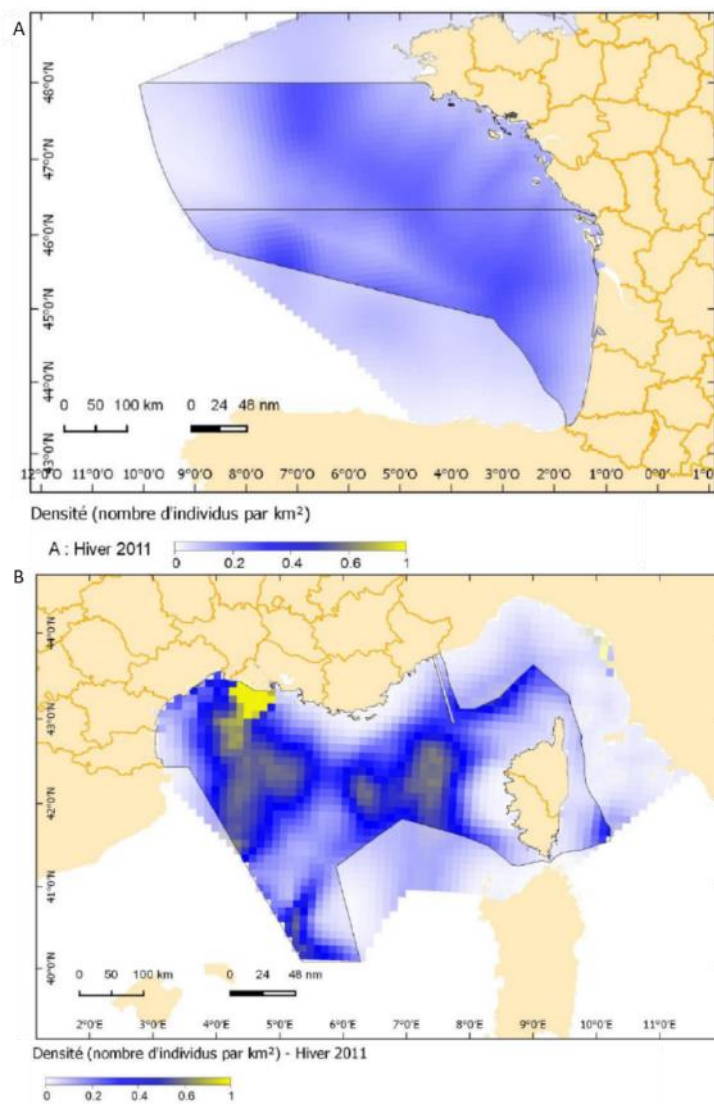 A
48°0'N
47°0'N
46°0'N
45°0'N
44°0'N
43°0'N
0 50 100 km
0 24 48 nm
12°0'O 10°0'O 9°0'O 8°0'O 7°0'O 6°0'O 5°0'O 4°0'O 3°0'O 2°0'O 1°0'O 0°0'O
Densité (nombre d'individus par km²)
A : Hiver 2011
0 0.2 0.4 0.6 1
B
44°0'N
43°0'N
42°0'N
41°0'N
40°0'N
0 50 100 km
0 24 48 nm
2°0'E 3°0'E 4°0'E 5°0'E 6°0'E 7°0'E 8°0'E 9°0'E 10°0'E 11°0'E
Densité (nombre d'individus par km²) - Hiver 2011
0 0.2 0.4 0.6 1